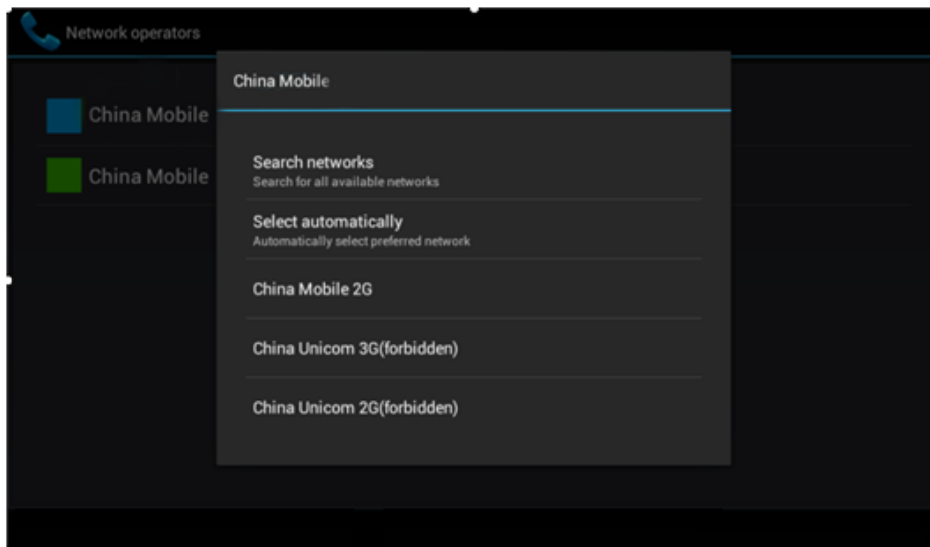 Network operators
China Mobile
China Mobile
China Mobile
Search networks
Search for all available networks
Select automatically
Automatically select preferred network
China Mobile 2G
China Unicom 3G(forbidden)
China Unicom 2G(forbidden)